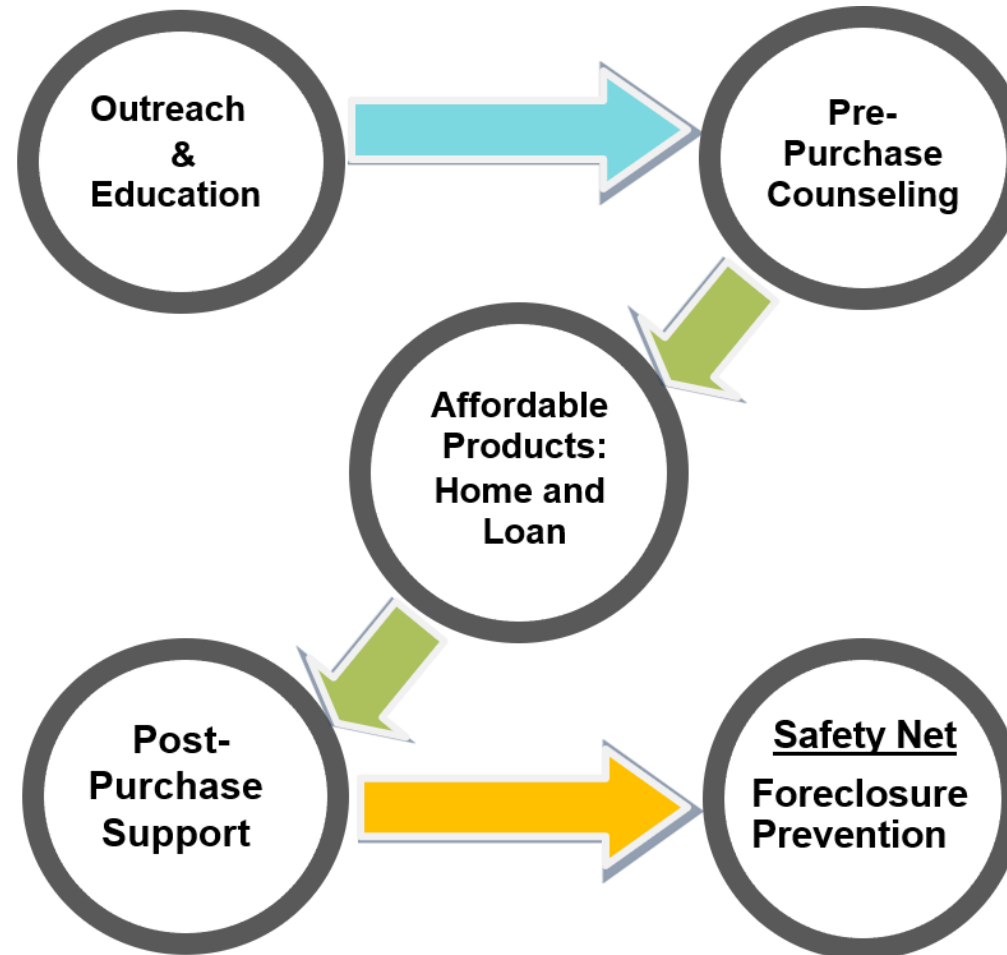 Outreach
&
Education
Pre-
Purchase
Counseling
Affordable
Products:
Home and
Loan
Post-
Purchase
Support
Safety Net
Foreclosure
Prevention